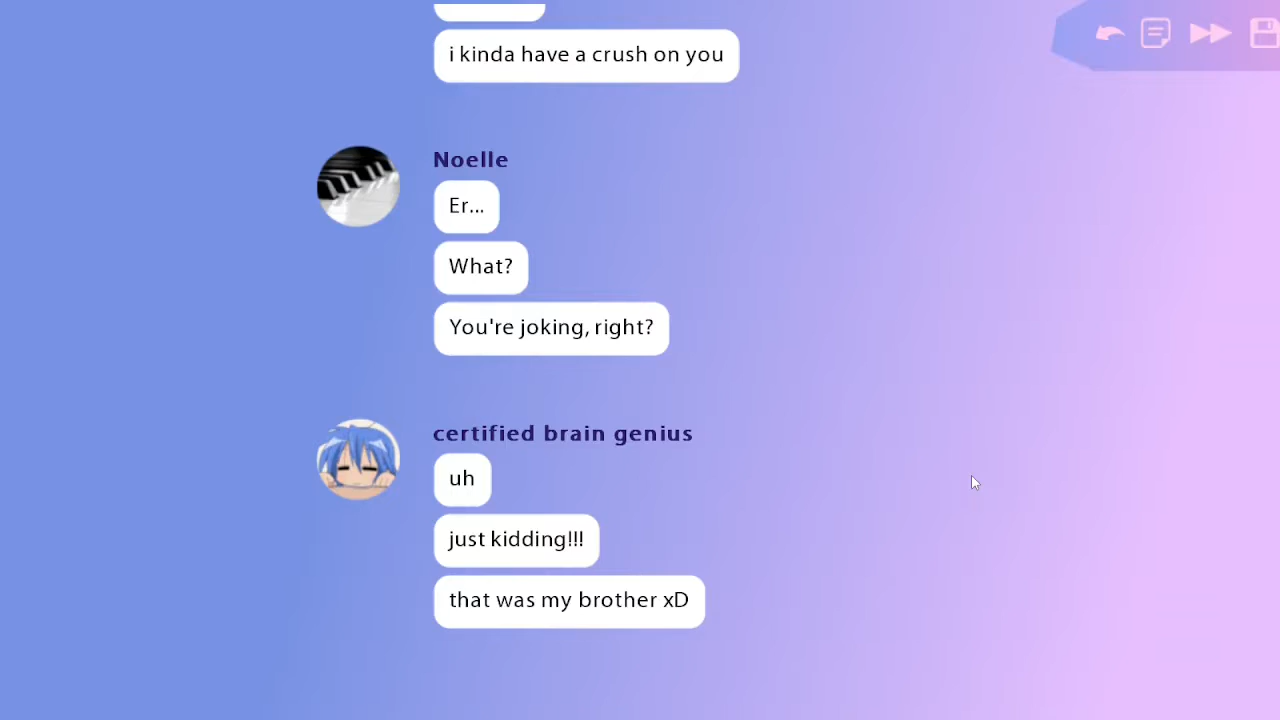 i kinda have a crush on you
Noelle
Er...
What?
You're joking, right?
certified brain genius
uh
just kidding!!!
that was my brother xD